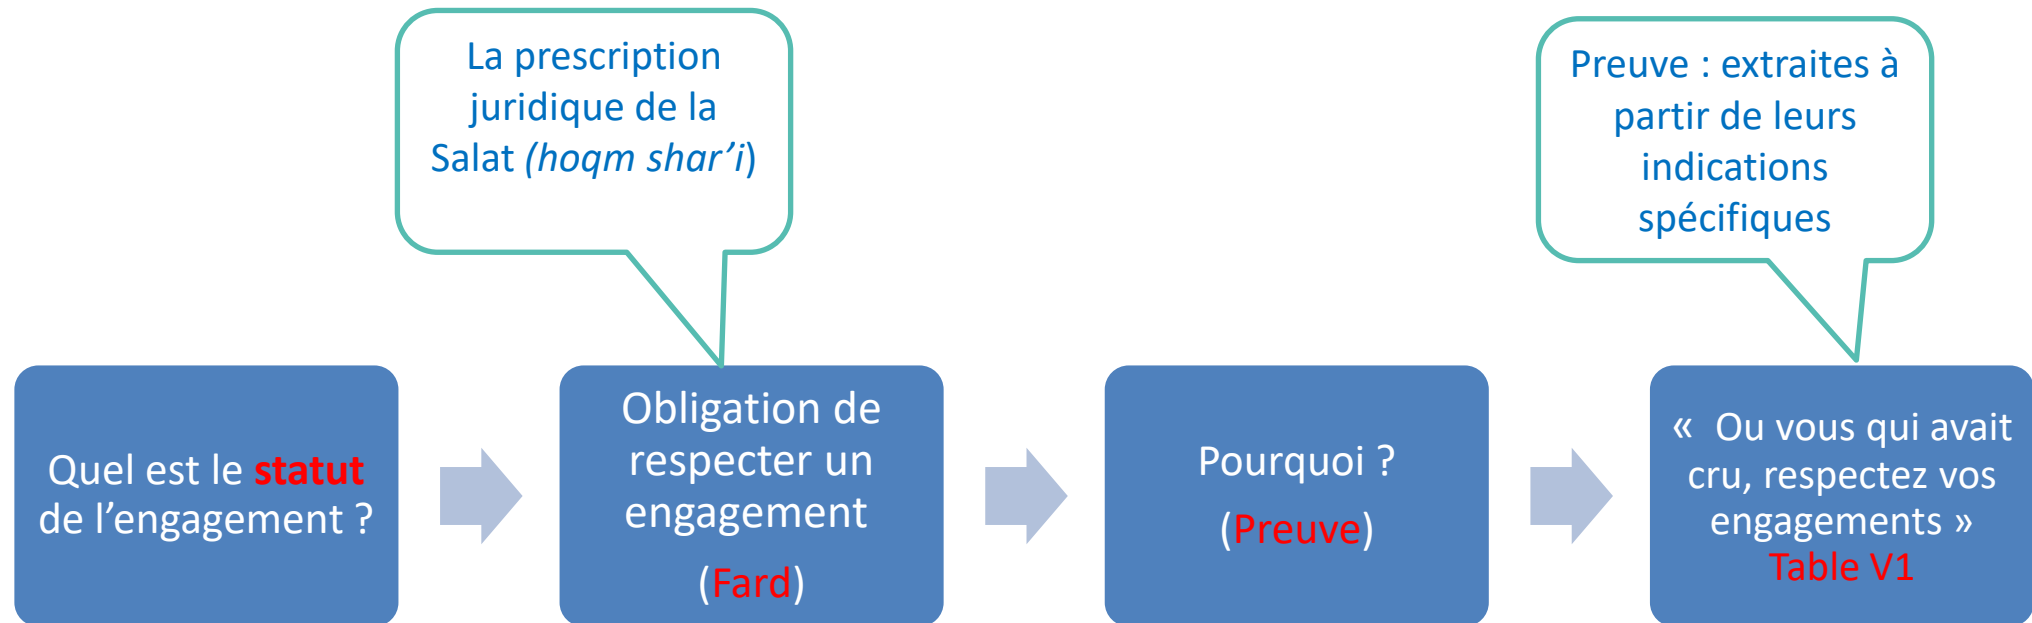 La prescription
juridique de la
Salat (hoqm shar’i)
Preuve : extraites à
partir de leurs
indications
spécifiques
Quel est le statut
de l’engagement ?
Obligation de
respecter un
engagement
(Fard)
Pourquoi ?
(Preuve)
« Ou vous qui avait
cru, respectez vos
engagements »
Table V1